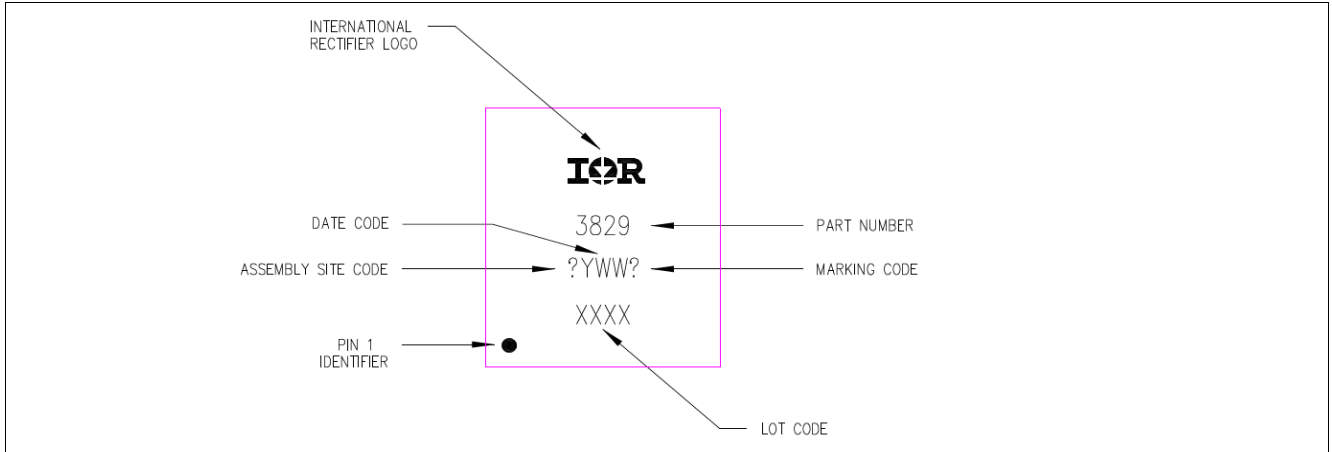 INTERNATIONAL
RECTIFIER LOGO
IOR
DATE CODE
3829
PART NUMBER
ASSEMBLY SITE CODE
?YWW?
MARKING CODE
XXXX
PIN 1
IDENTIFIER
LOT CODE